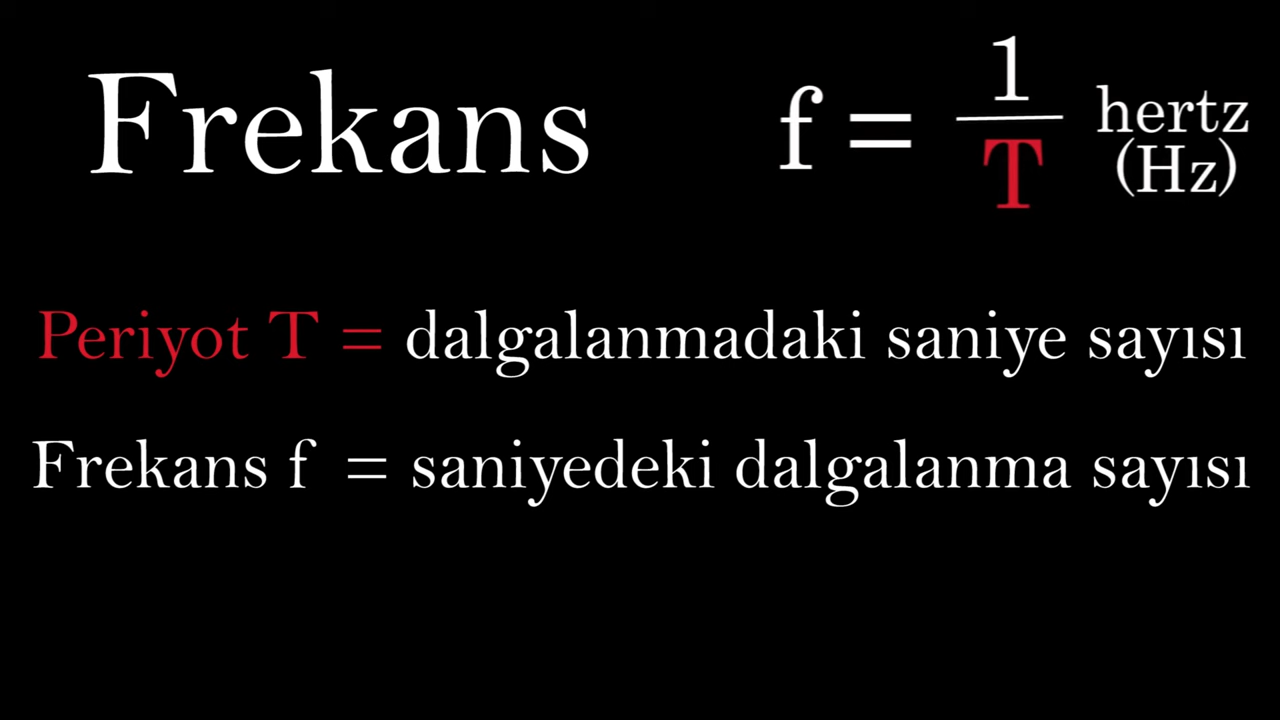 Frekans
f = 1/T hertz (Hz)
Periyot T = dalgalanmadaki saniye sayısı
Frekans f = saniyedeki dalgalanma sayısı